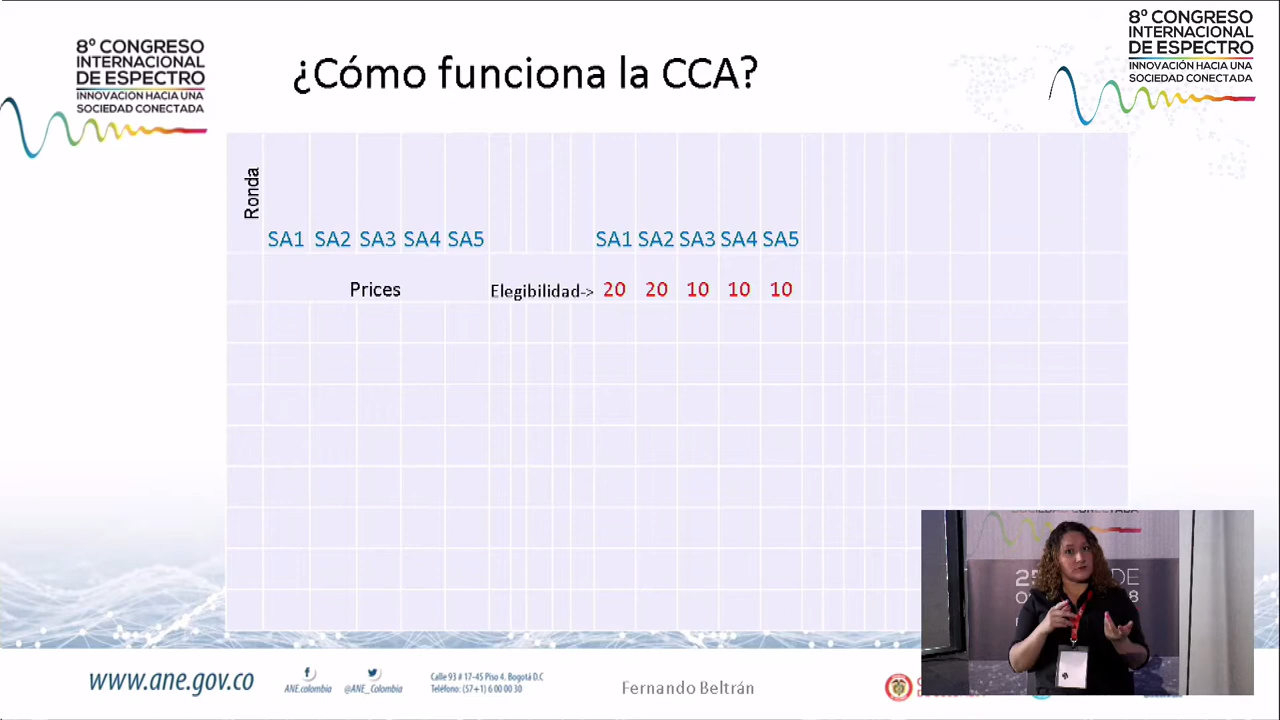 8º CONGRESO
INTERNACIONAL
DE ESPECTRO
INNOVACIÓN HACIA UNA
SOCIEDAD CONECTADA
¿Cómo funciona la CCA?
8º CONGRESO
INTERNACIONAL
DE ESPECTRO
INNOVACIÓN HACIA UNA
SOCIEDAD CONECTADA
Ronda
SA1 SA2 SA3 SA4 SA5 SA1 SA2 SA3 SA4 SA5
Prices Elegibilidad-> 20 20 10 10 10
SOCIEDAD CONECTADA
DE
www.ane.gov.co
ANE.colombia
@ANE_Colombia
Calle 93 # 17-45 Piso 4. Bogotá D.C
Teléfono: (57+1) 6 00 00 30
Fernando Beltrán